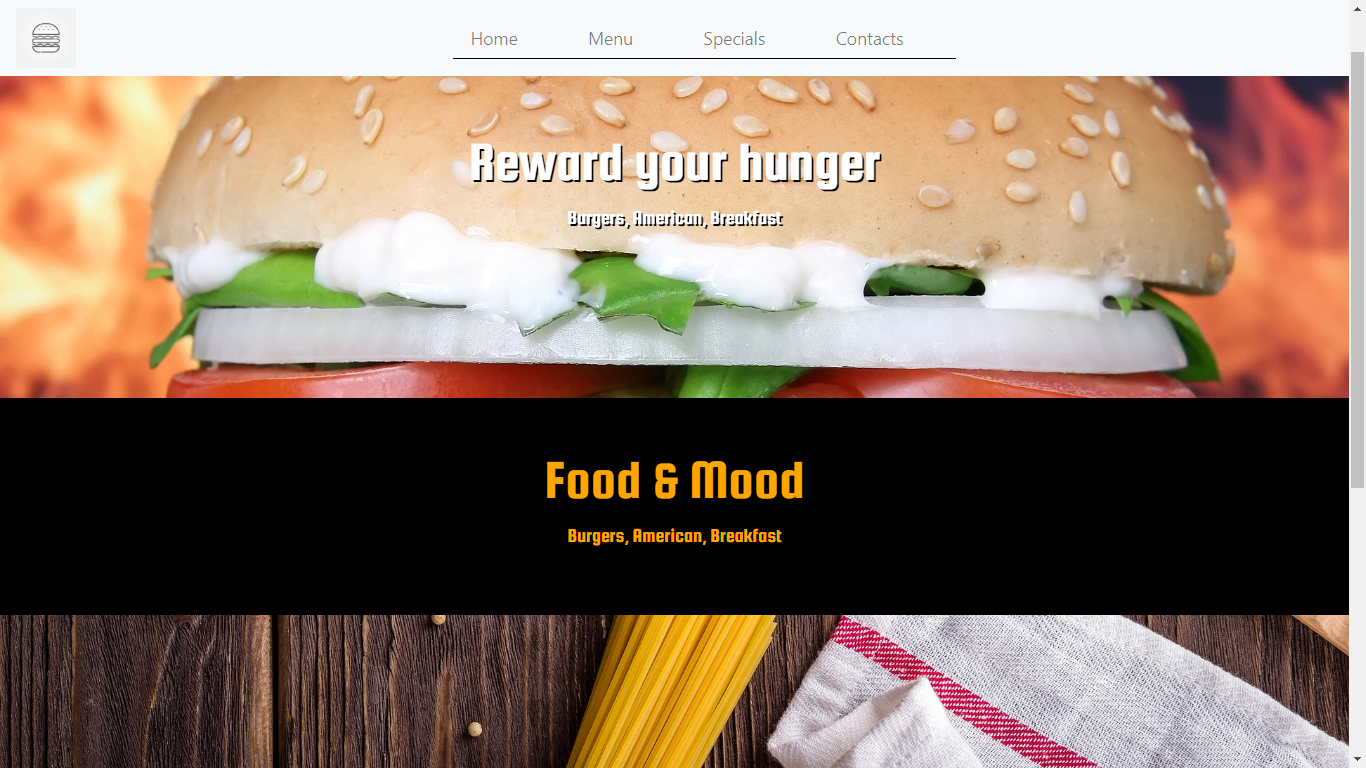 Home Menu Specials Contacts
Reward your hunger
Burgers, American, Breakfast
Food & Mood
Burgers, American, Breakfast